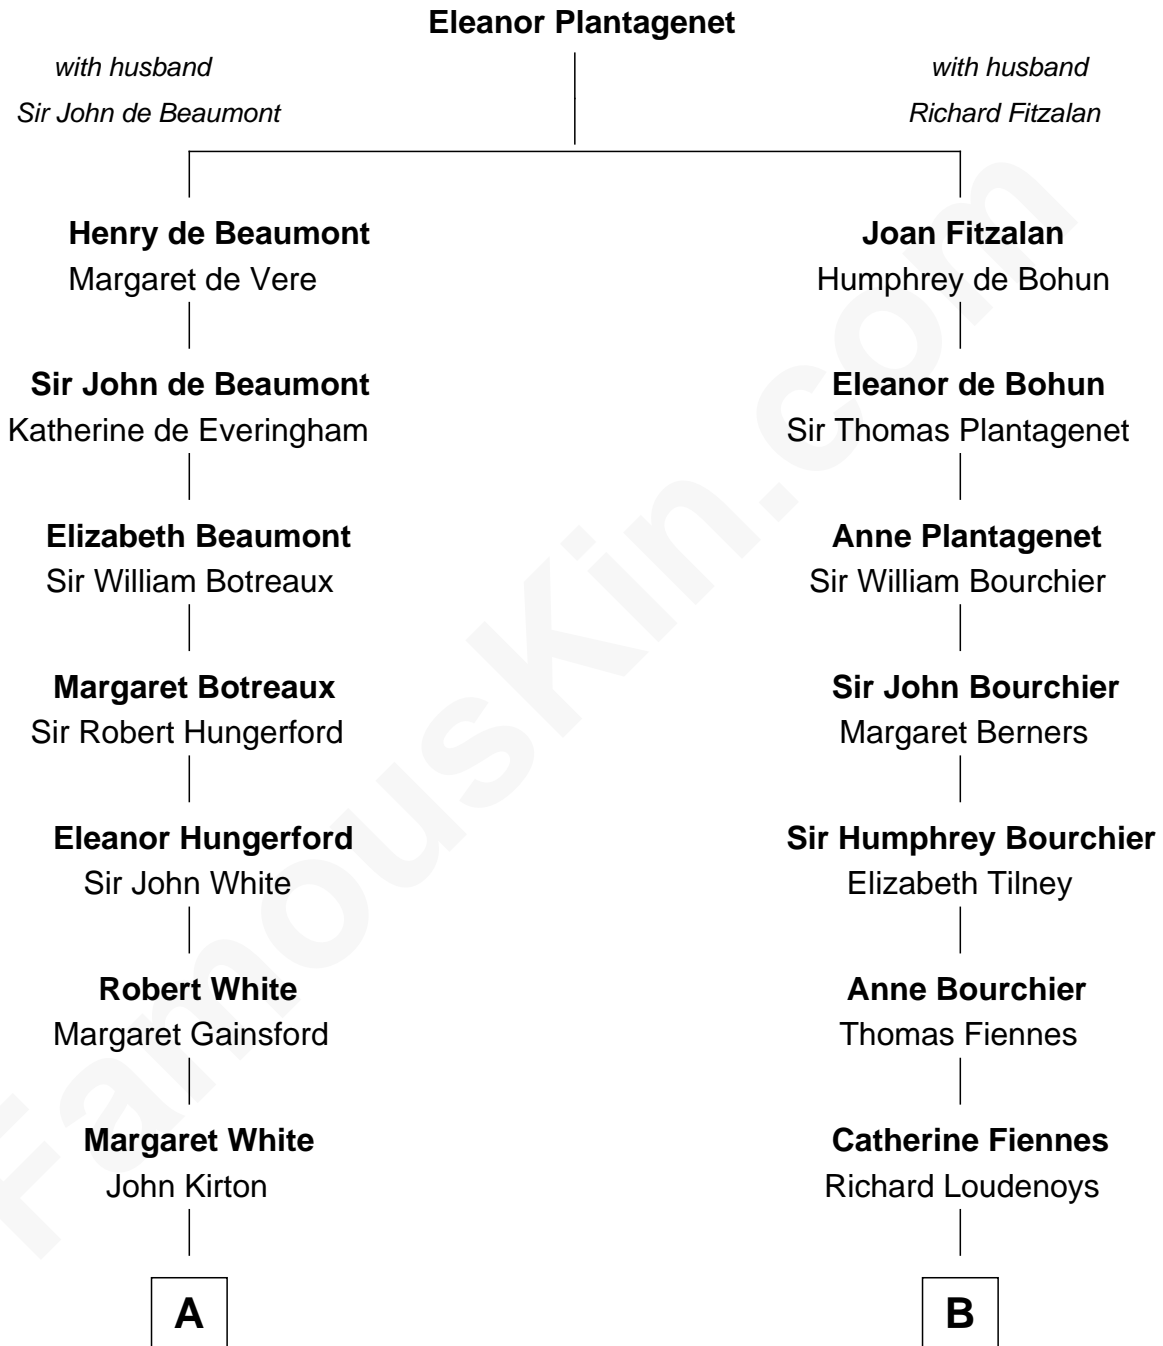 Eleanor Plantagenet
with husband
Sir John de Beaumont
with husband
Richard Fitzalan
Henry de Beaumont
Margaret de Vere
Joan Fitzalan
Humphrey de Bohun
Sir John de Beaumont
Katherine de Everingham
Eleanor de Bohun
Sir Thomas Plantagenet
Elizabeth Beaumont
Sir William Botreaux
Anne Plantagenet
Sir William Bourchier
Margaret Botreaux
Sir Robert Hungerford
Sir John Bourchier
Margaret Berners
Eleanor Hungerford
Sir John White
Sir Humphrey Bourchier
Elizabeth Tilney
Robert White
Margaret Gainsford
Anne Bourchier
Thomas Fiennes
Margaret White
John Kirton
Catherine Fiennes
Richard Loudenoys
A
B
FamousKin.com